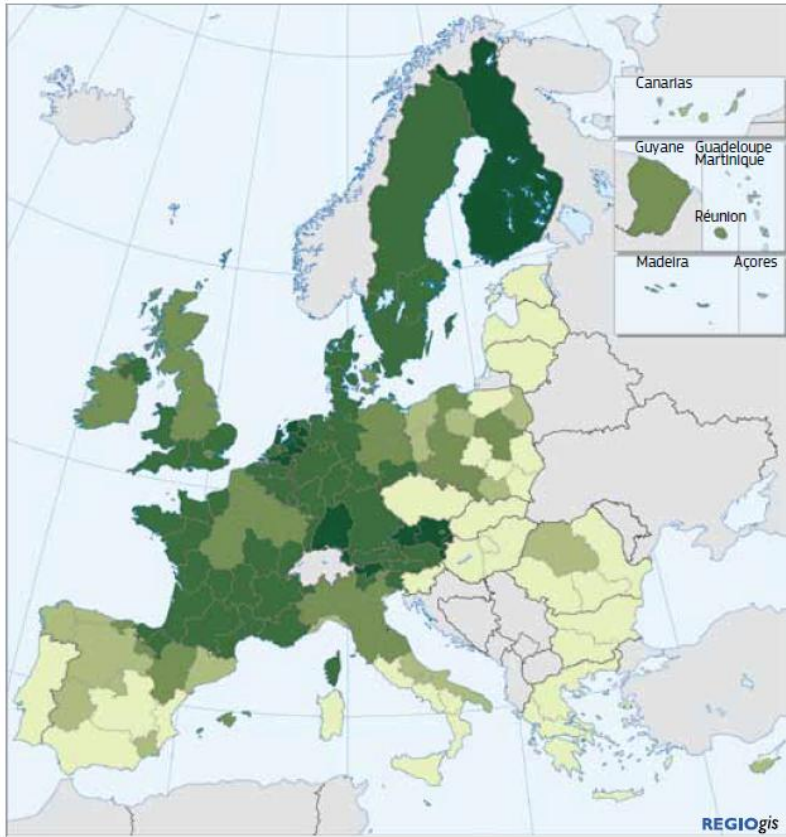 Canarias
Guyane Guadeloupe
Martinique
Réunion
Madeira Açores
REGIOgis